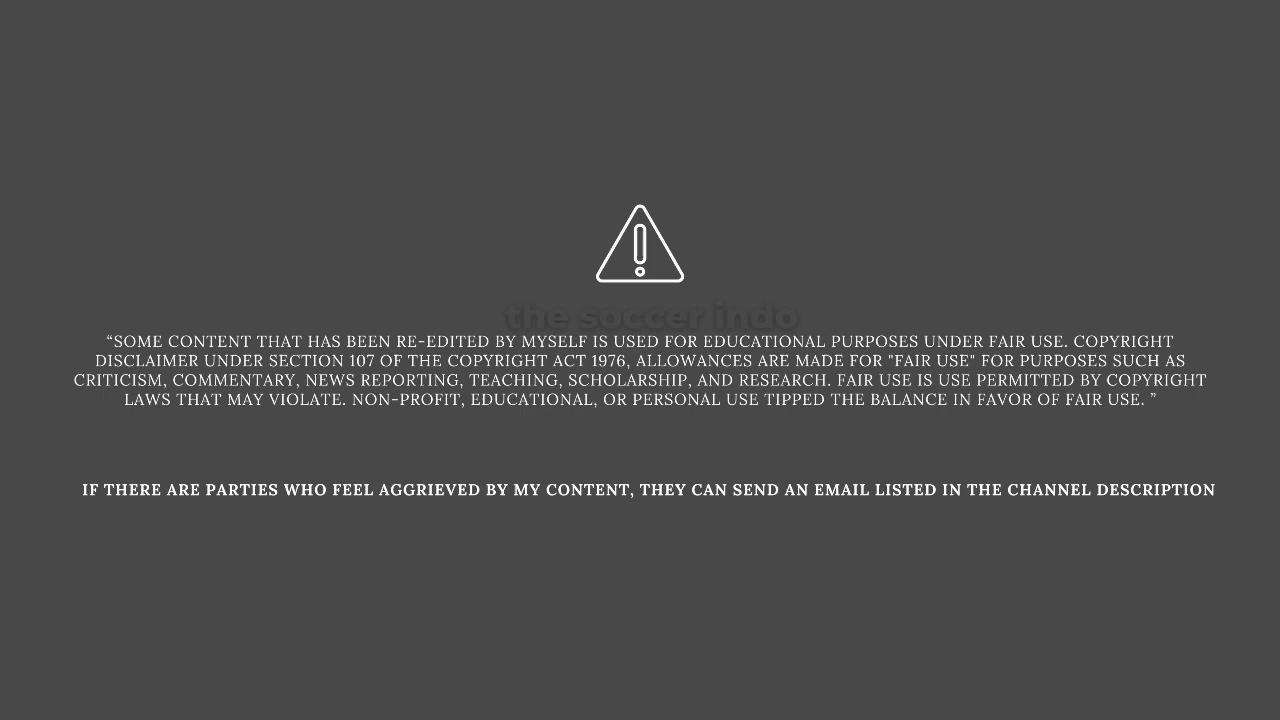 the soccer indo
“SOME CONTENT THAT HAS BEEN RE-EDITED BY MYSELF IS USED FOR EDUCATIONAL PURPOSES UNDER FAIR USE. COPYRIGHT
DISCLAIMER UNDER SECTION 107 OF THE COPYRIGHT ACT 1976, ALLOWANCES ARE MADE FOR "FAIR USE" FOR PURPOSES SUCH AS
CRITICISM, COMMENTARY, NEWS REPORTING, TEACHING, SCHOLARSHIP, AND RESEARCH. FAIR USE IS USE PERMITTED BY COPYRIGHT
LAWS THAT MAY VIOLATE. NON-PROFIT, EDUCATIONAL, OR PERSONAL USE TIPPED THE BALANCE IN FAVOR OF FAIR USE. ”
IF THERE ARE PARTIES WHO FEEL AGGRIEVED BY MY CONTENT, THEY CAN SEND AN EMAIL LISTED IN THE CHANNEL DESCRIPTION